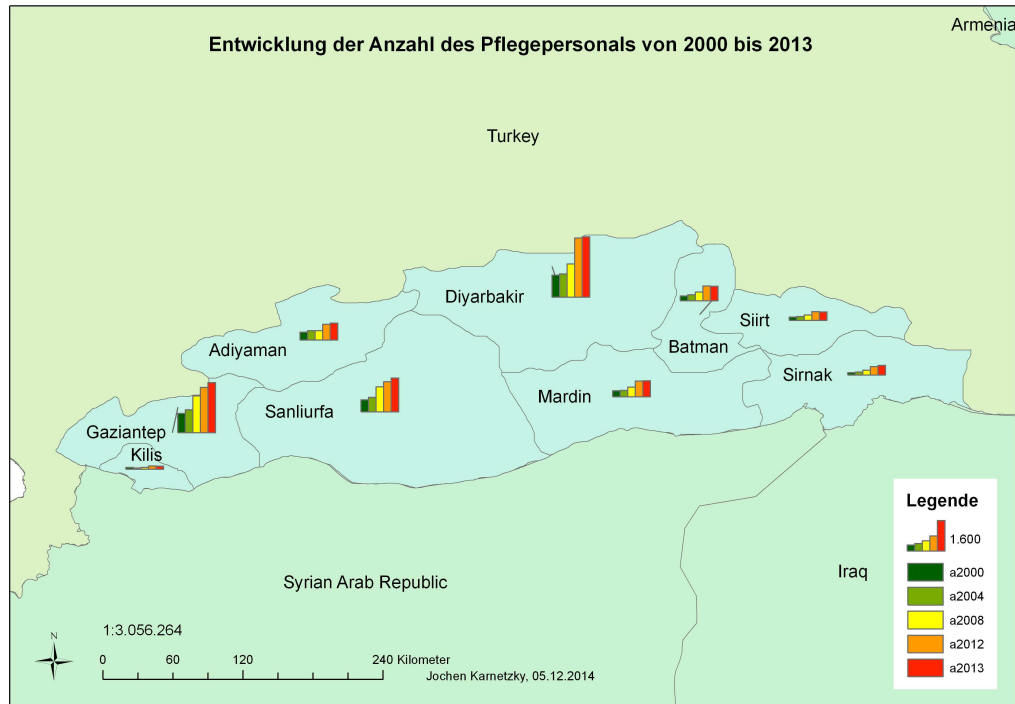 Armenia
Entwicklung der Anzahl des Pflegepersonals von 2000 bis 2013
Turkey
Diyarbakir
Siirt
Adiyaman
Batman
Sirnak
Mardin
Sanliurfa
Gaziantep
Kilis
Syrian Arab Republic
Iraq
Legende
1.600
a2000
a2004
a2008
a2012
a2013
N
1:3.056.264
0 60 120 240 Kilometer
Jochen Karnetzky, 05.12.2014